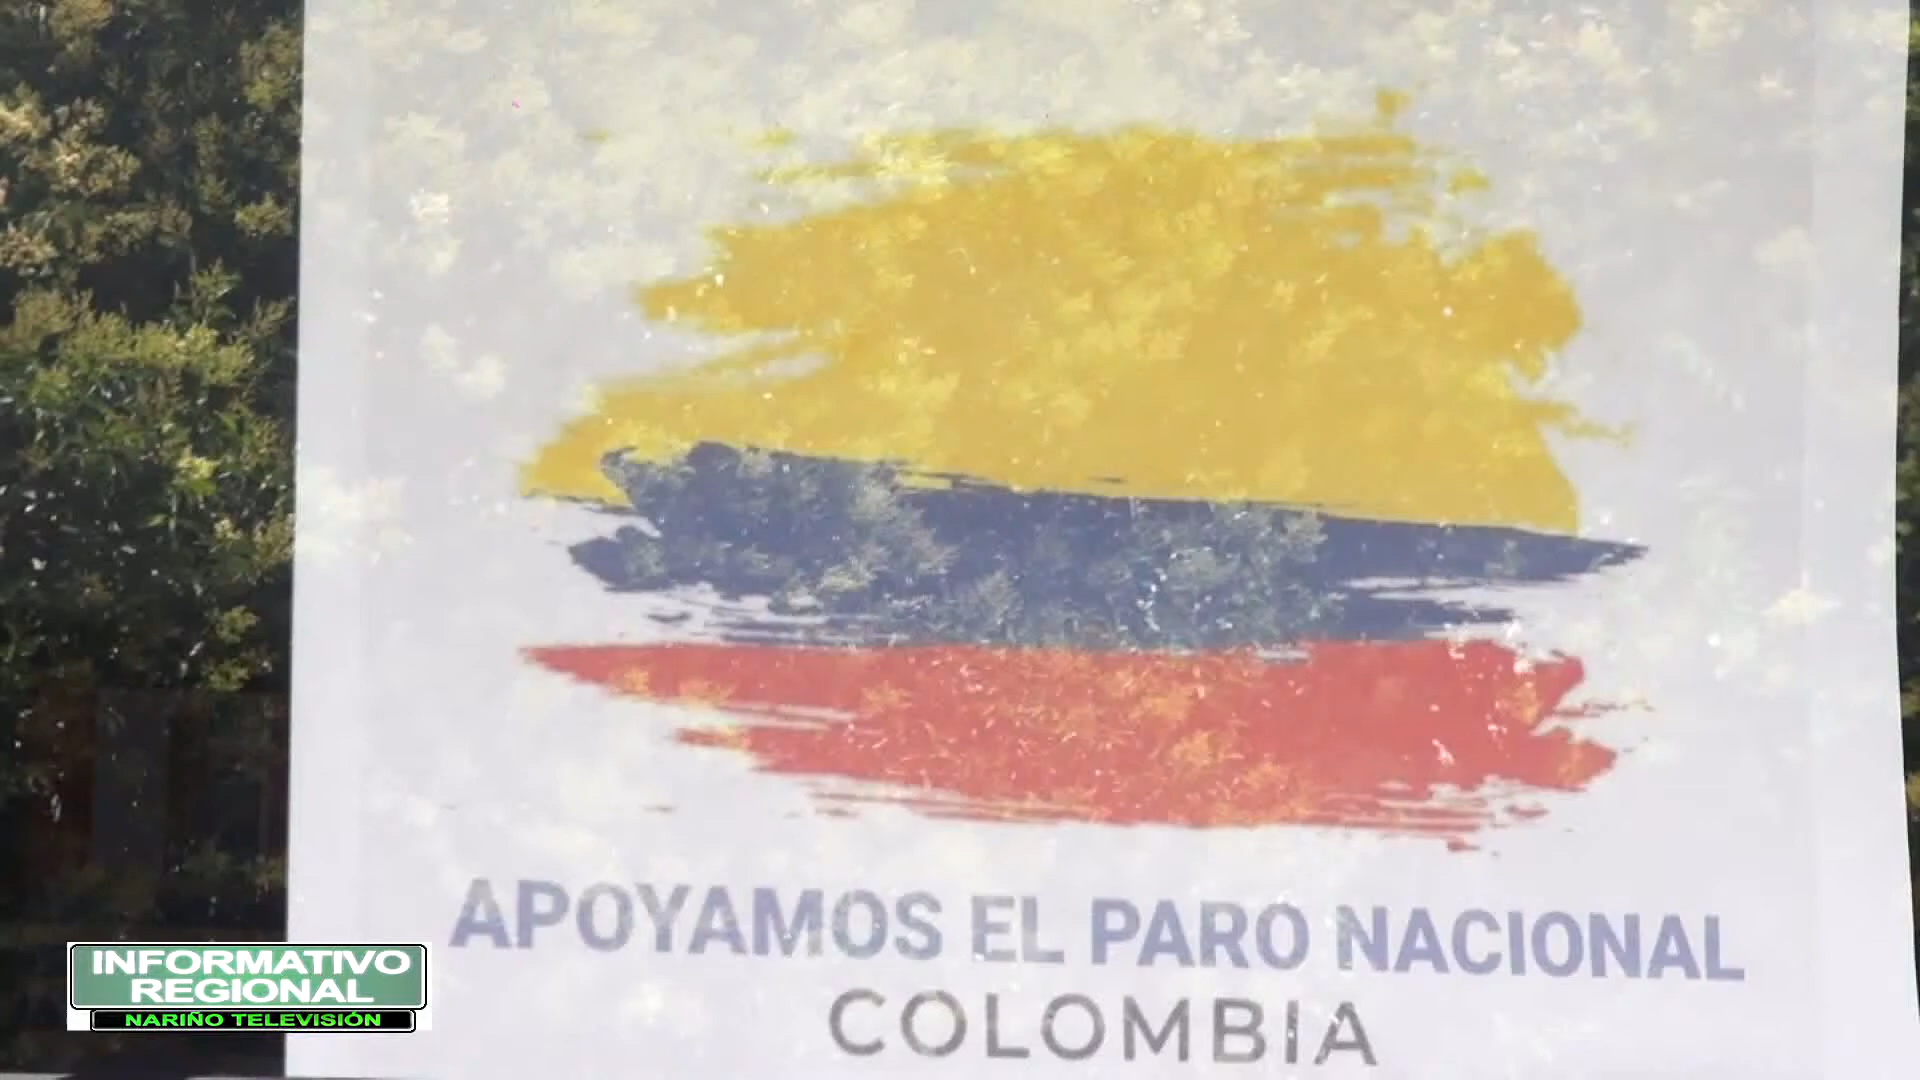 APOYAMOS EL PARO NACIONAL
COLOMBIA
INFORMATIVO
REGIONAL
NARIÑO TELEVISIÓN